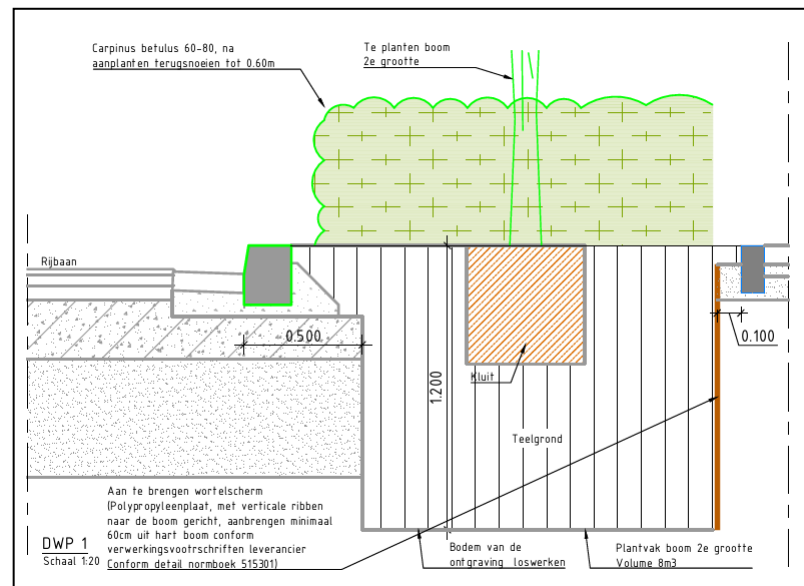 Carpinus betulus 60-80, na
aanplanten terugsnoeien tot 0.60m
Te planten boom
2e grootte
Rijbaan
0.500
0.100
Kluit
1.200
Teelgrond
Aan te brengen wortelscherm
(Polypropyleenplaat, met verticale ribben
naar de boom gericht, aanbrengen minimaal
60cm uit hart boom conform
verwerkingsvootrschriften leverancier
Conform detail normboek 515301)
DWP 1
Schaal 1:20
Bodem van de
ontgraving loswerken
Plantvak boom 2e grootte
Volume 8m3